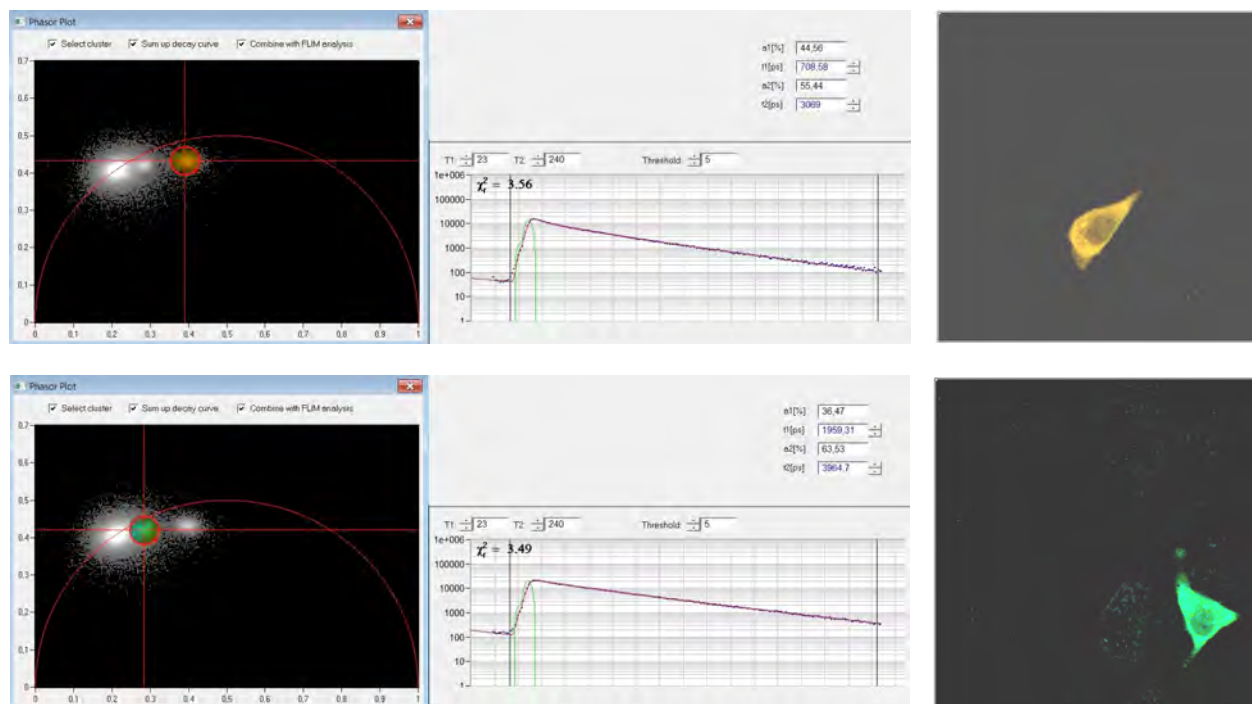 Phasor Plot
Select cluster Sum up decay curve Combine with FLIM analysis
0.7
0.6
0.5
0.4
0.3
0.2
0.1
0
0 0.1 0.2 0.3 0.4 0.5 0.6 0.7 0.8 0.9 1
a1[%] 44,56
t1[ps] 708,58
a2[%] 55,44
t2[ps] 3069
T1: 23 T2: 240 Threshold: 5
χr² = 3.56
1e+006
100000
10000
1000
100
10
1
Phasor Plot
Select cluster Sum up decay curve Combine with FLIM analysis
0.7
0.6
0.5
0.4
0.3
0.2
0.1
0
0 0.1 0.2 0.3 0.4 0.5 0.6 0.7 0.8 0.9 1
a1[%] 36,47
t1[ps] 1959,31
a2[%] 63,53
t2[ps] 3964,7
T1: 23 T2: 240 Threshold: 5
χr² = 3.49
1e+006
100000
10000
1000
100
10
1